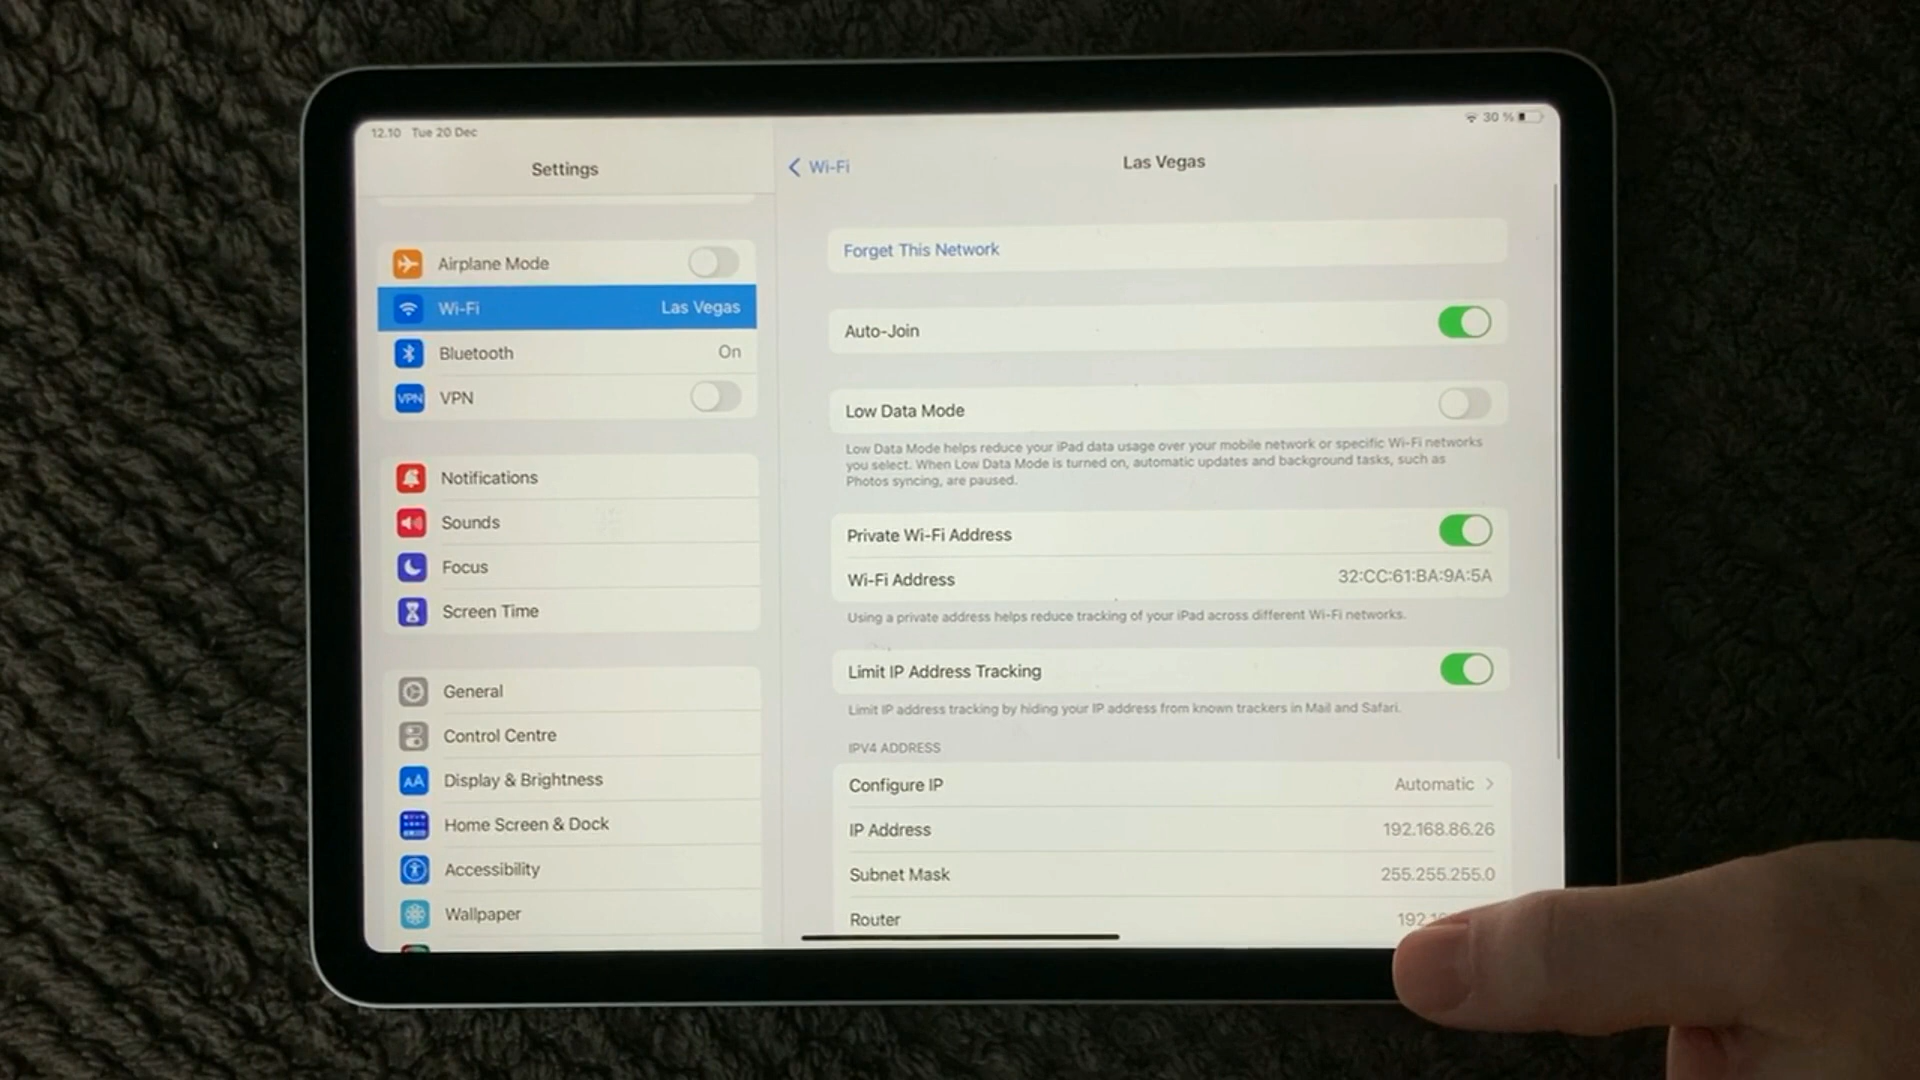 12.10 Tue 20 Dec
30 %
Settings
Airplane Mode
Wi-Fi Las Vegas
Bluetooth On
VPN VPN
Notifications
Sounds
Focus
Screen Time
General
Control Centre
AA Display & Brightness
Home Screen & Dock
Accessibility
Wallpaper
Wi-Fi
Las Vegas
Forget This Network
Auto-Join
Low Data Mode
Low Data Mode helps reduce your iPad data usage over your mobile network or specific Wi-Fi networks
you select. When Low Data Mode is turned on, automatic updates and background tasks, such as
Photos syncing, are paused.
Private Wi-Fi Address
Wi-Fi Address 32:CC:61:BA:9A:5A
Using a private address helps reduce tracking of your iPad across different Wi-Fi networks.
Limit IP Address Tracking
Limit IP address tracking by hiding your IP address from known trackers in Mail and Safari.
IPV4 ADDRESS
Configure IP Automatic
IP Address 192.168.86.26
Subnet Mask 255.255.255.0
Router